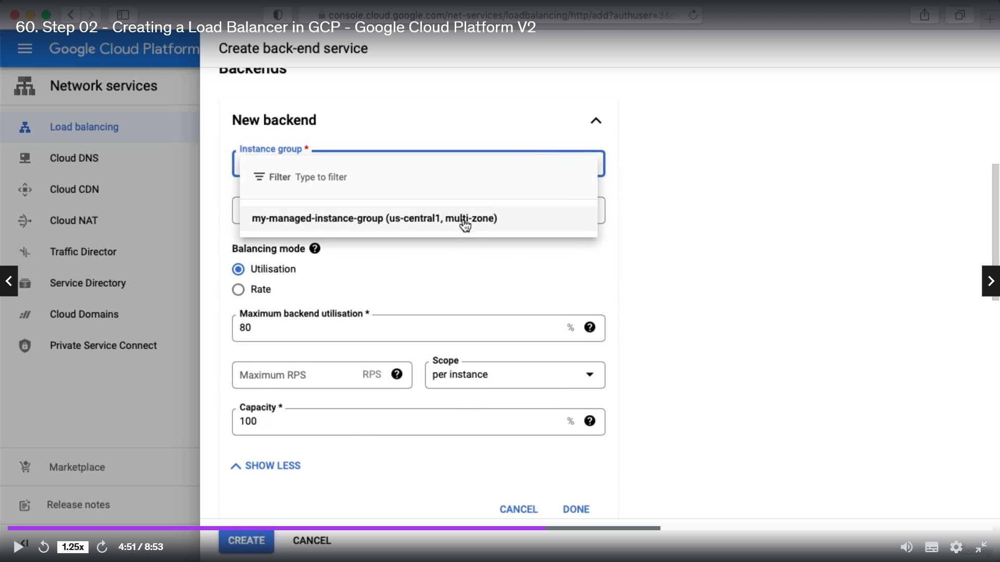 console.cloud.google.com/net-services/loadbalancing/http/add?authuser=3&p
60. Step 02 - Creating a Load Balancer in GCP - Google Cloud Platform V2
Google Cloud Platform
Create back-end service
Backends
Network services
Load balancing
Cloud DNS
Cloud CDN
Cloud NAT
Traffic Director
Service Directory
Cloud Domains
Private Service Connect
Marketplace
Release notes
New backend
Instance group *
Filter Type to filter
my-managed-instance-group (us-central1, multi-zone)
Balancing mode
Utilisation
Rate
Maximum backend utilisation *
80 %
Maximum RPS RPS
Scope
per instance
Capacity *
100 %
SHOW LESS
CANCEL DONE
CREATE CANCEL
1.25x 4:51 / 8:53